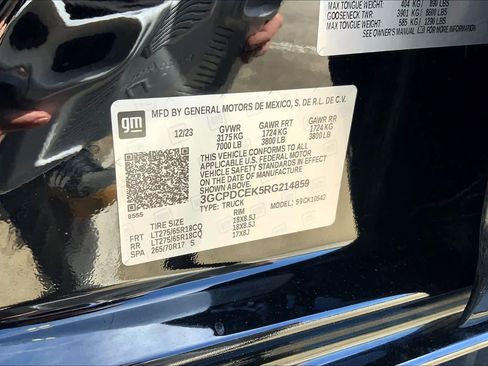 MAX TONGUE WEIGHT: 404 KG/ 890 LBS
GOOSENECK TWR 3901 KG/ 8600 LBS
MAX TONGUE WEIGHT: 585 KG/ 1290 LBS
SEE OWNER'S MANUAL FOR MORE
gm
MFD BY GENERAL MOTORS DE MEXICO, S. DE R.L. DE C.V.
12/23 GVWR GAWR FRT GAWR RR
3175 KG 1724 KG 1724 KG
7000 LB 3800 LB 3800 LB
THIS VEHICLE CONFORMS TO ALL
APPLICABLE U.S. FEDERAL MOTOR
VEHICLE SAFETY
STANDARDS IN EFFECT ON THE DATE OF MANUFACTURE
SHOWN ABOVE.
3GCPDCEK5RG214859
TYPE: TRUCK MODEL: S9CK10543
8555
TIRE SIZE RIM
FRT LT275/65R18CQ 18X8.5J
RR LT275/65R18CQ 18X8.5J
SPA 265/70R17 S 17X8J